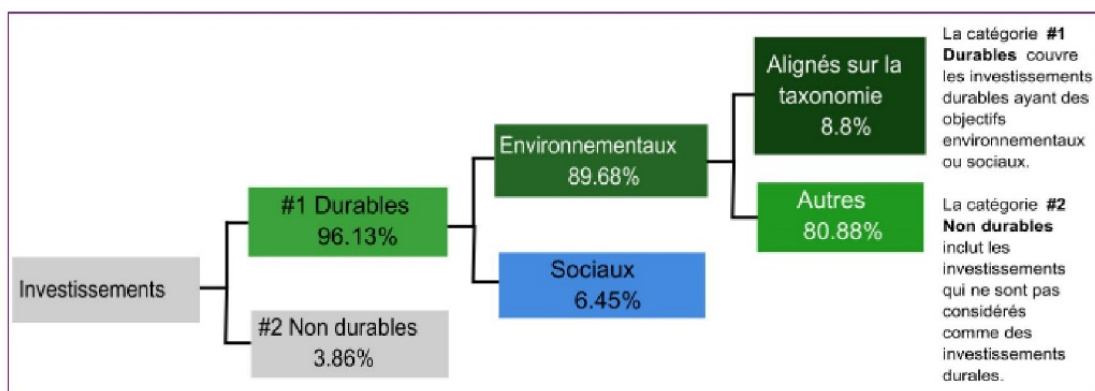 Investissements
#1 Durables
96.13%
#2 Non durables
3.86%
Environnementaux
89.68%
Sociaux
6.45%
Alignés sur la
taxonomie
8.8%
Autres
80.88%
La catégorie #1
Durables couvre
les investissements
durables ayant des
objectifs
environnementaux
ou sociaux.
La catégorie #2
Non durables
inclut les
investissements
qui ne sont pas
considérés
comme des
investissements
durales.